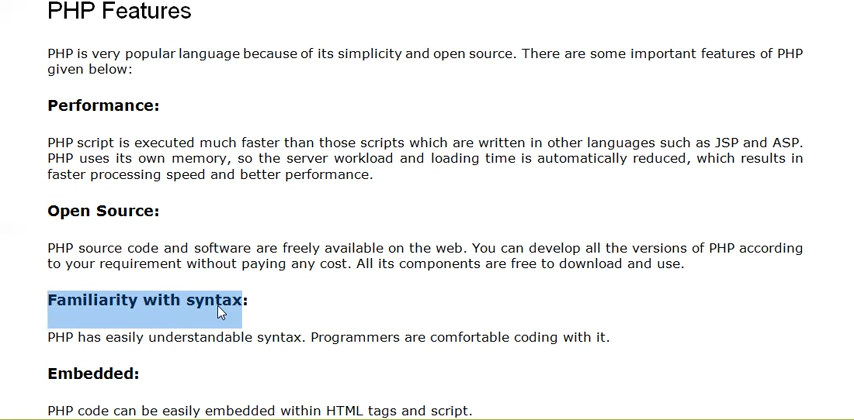 PHP Features
PHP is very popular language because of its simplicity and open source. There are some important features of PHP
given below:
Performance:
PHP script is executed much faster than those scripts which are written in other languages such as JSP and ASP.
PHP uses its own memory, so the server workload and loading time is automatically reduced, which results in
faster processing speed and better performance.
Open Source:
PHP source code and software are freely available on the web. You can develop all the versions of PHP according
to your requirement without paying any cost. All its components are free to download and use.
Familiarity with syntax:
PHP has easily understandable syntax. Programmers are comfortable coding with it.
Embedded:
PHP code can be easily embedded within HTML tags and script.